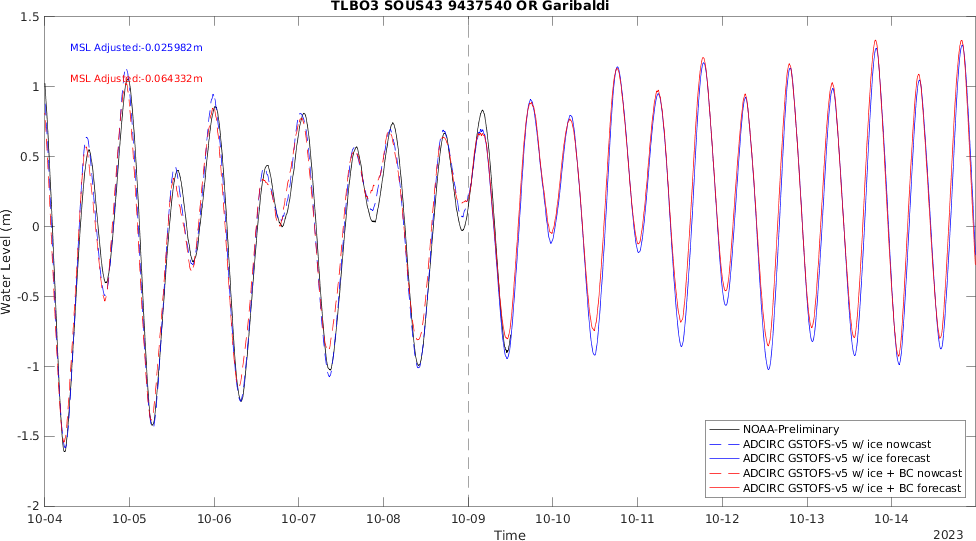 TLBO3 SOUS43 9437540 OR Garibaldi
MSL Adjusted:-0.025982m
MSL Adjusted:-0.064332m
Water Level (m)
1.5
1
0.5
0
-0.5
-1
-1.5
-2
NOAA-Preliminary
ADCIRC GSTOFS-v5 w/ ice nowcast
ADCIRC GSTOFS-v5 w/ ice forecast
ADCIRC GSTOFS-v5 w/ ice + BC nowcast
ADCIRC GSTOFS-v5 w/ ice + BC forecast
10-04 10-05 10-06 10-07 10-08 10-09 10-10 10-11 10-12 10-13 10-14
Time
2023